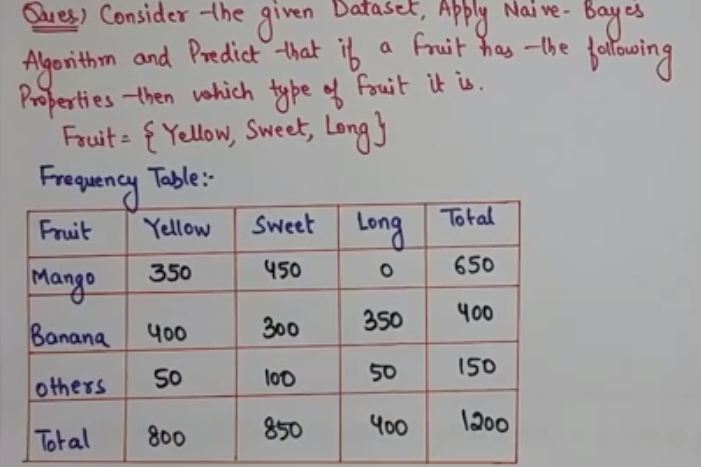 Ques.) Consider the given Dataset, Apply Naive-Bayes
Algorithm and Predict that if a fruit has the following
Properties then which type of fruit it is.
Fruit = { Yellow, Sweet, Long }
Frequency Table:-
Fruit Yellow Sweet Long Total
Mango 350 450 0 650
Banana 400 300 350 400
others 50 100 50 150
Total 800 850 400 1200